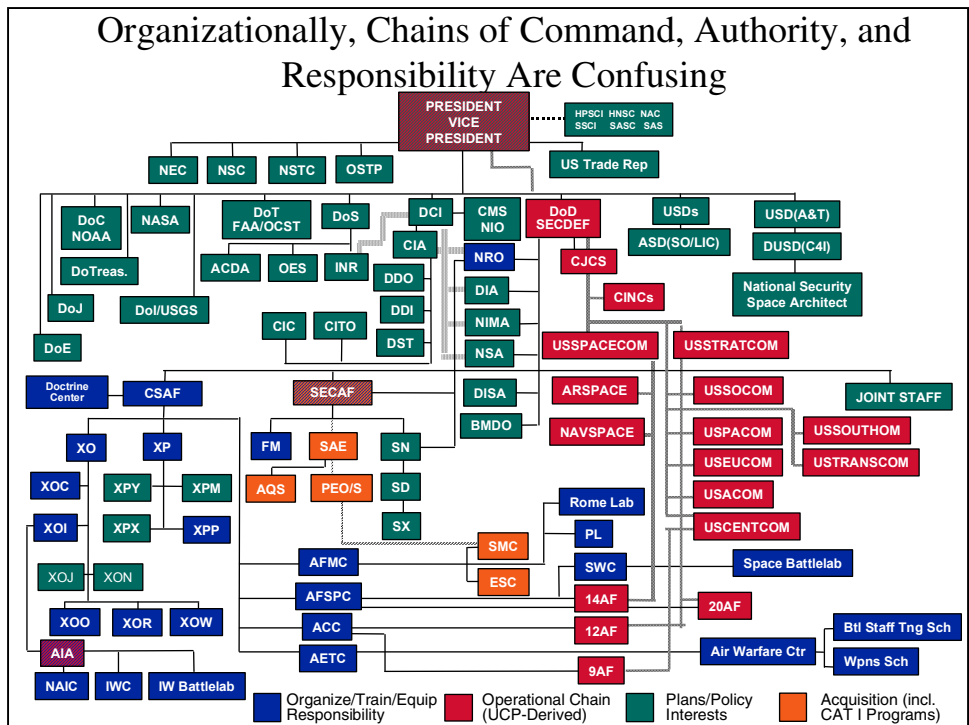 Organizationally, Chains of Command, Authority, and
Responsibility Are Confusing
PRESIDENT
VICE
PRESIDENT
HPSCI HNSC NAC
SSCI SASC SAS
NEC
NSC
NSTC
OSTP
US Trade Rep
DoC
NOAA
NASA
DoT
FAA/OCST
DoS
DCI
CMS
NIO
DoD
SECDEF
USDs
USD(A&T)
DoTreas.
ACDA
OES
INR
CIA
NRO
CJCS
ASD(SO/LIC)
DUSD(C4I)
DDO
DIA
CINCs
National Security
Space Architect
DoJ
DoI/USGS
CIC
CITO
DDI
NIMA
DoE
DST
NSA
USSPACECOM
USSTRATCOM
Doctrine
Center
CSAF
SECAF
DISA
ARSPACE
USSOCOM
JOINT STAFF
BMDO
NAVSPACE
USPACOM
USSOUTHOM
XO
XP
FM
SAE
SN
USEUCOM
USTRANSCOM
XOC
XPY
XPM
AQS
PEO/S
SD
USACOM
XOI
XPX
XPP
SX
Rome Lab
USCENTCOM
PL
SMC
XOJ
XON
AFMC
SWC
Space Battlelab
ESC
AFSPC
14AF
20AF
XOO
XOR
XOW
ACC
12AF
Btl Staff Tng Sch
AIA
AETC
9AF
Air Warfare Ctr
Wpns Sch
NAIC
IWC
IW Battlelab
Organize/Train/Equip
Responsibility
Operational Chain
(UCP-Derived)
Plans/Policy
Interests
Acquisition (incl.
CAT I Programs)